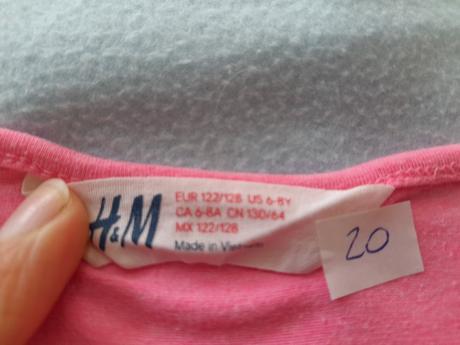 H&M
EUR 122/128 US 6-8Y
CA 6-8A CN 130/64
MX 122/128
Made in Vietnam
20